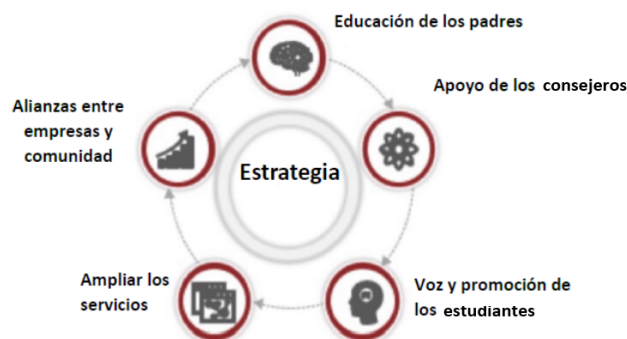 Educación de los padres
Apoyo de los consejeros
Alianzas entre
empresas y
comunidad
Estrategia
Ampliar los
servicios
Voz y promoción de
los estudiantes